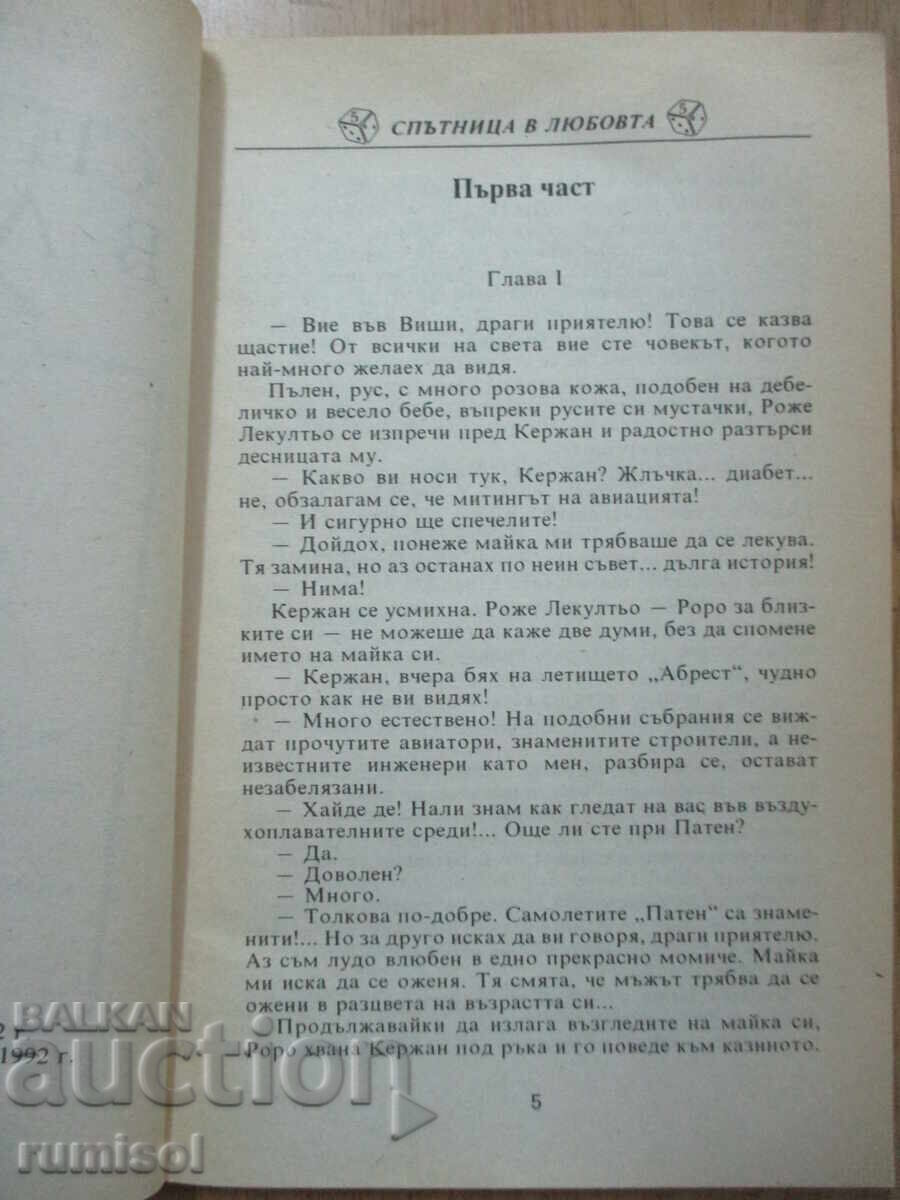 СПЪТНИЦА В ЛЮБОВТА
Първа част
Глава I
— Вие във Виши, драги приятелю! Това се казва
щастие! От всички на света вие сте човекът, когото
най-много желаех да видя.
Пълен, рус, с много розова кожа, подобен на дебе-
личко и весело бебе, въпреки русите си мустачки, Роже
Лекултьо се изпречи пред Кержан и радостно разтърси
десницата му.
— Какво ви носи тук, Кержан? Жлъчка... диабет...
не, обзалагам се, че митингът на авиацията!
— И сигурно ще спечелите!
— Дойдох, понеже майка ми трябваше да се лекува.
Тя замина, но аз останах по неин съвет... дълга история!
— Нима!
Кержан се усмихна. Роже Лекултьо — Роро за близ-
ките си — не можеше да каже две думи, без да спомене
името на майка си.
— Кержан, вчера бях на летището „Абрест“, чудно
просто как не ви видях!
— Много естествено! На подобни събрания се виж-
дат прочутите авиатори, знаменитите строители, а не-
известните инженери като мен, разбира се, остават
незабелязани.
— Хайде де! Нали знам как гледат на вас във възду-
хоплавателните среди!... Още ли сте при Патен?
— Да.
— Доволен?
— Много.
— Толкова по-добре. Самолетите „Патен“ са знаме-
нити!... Но за друго исках да ви говоря, драги приятелю.
Аз съм лудо влюбен в едно прекрасно момиче. Майка
ми иска да се оженя. Тя смята, че мъжът трябва да се
ожени в разцвета на възрастта си...
Продължавайки да излага възгледите на майка си,
Роро хвана Кержан под ръка и го поведе към казиното.
5
1992 г.
BALKAN
auction
rumisol